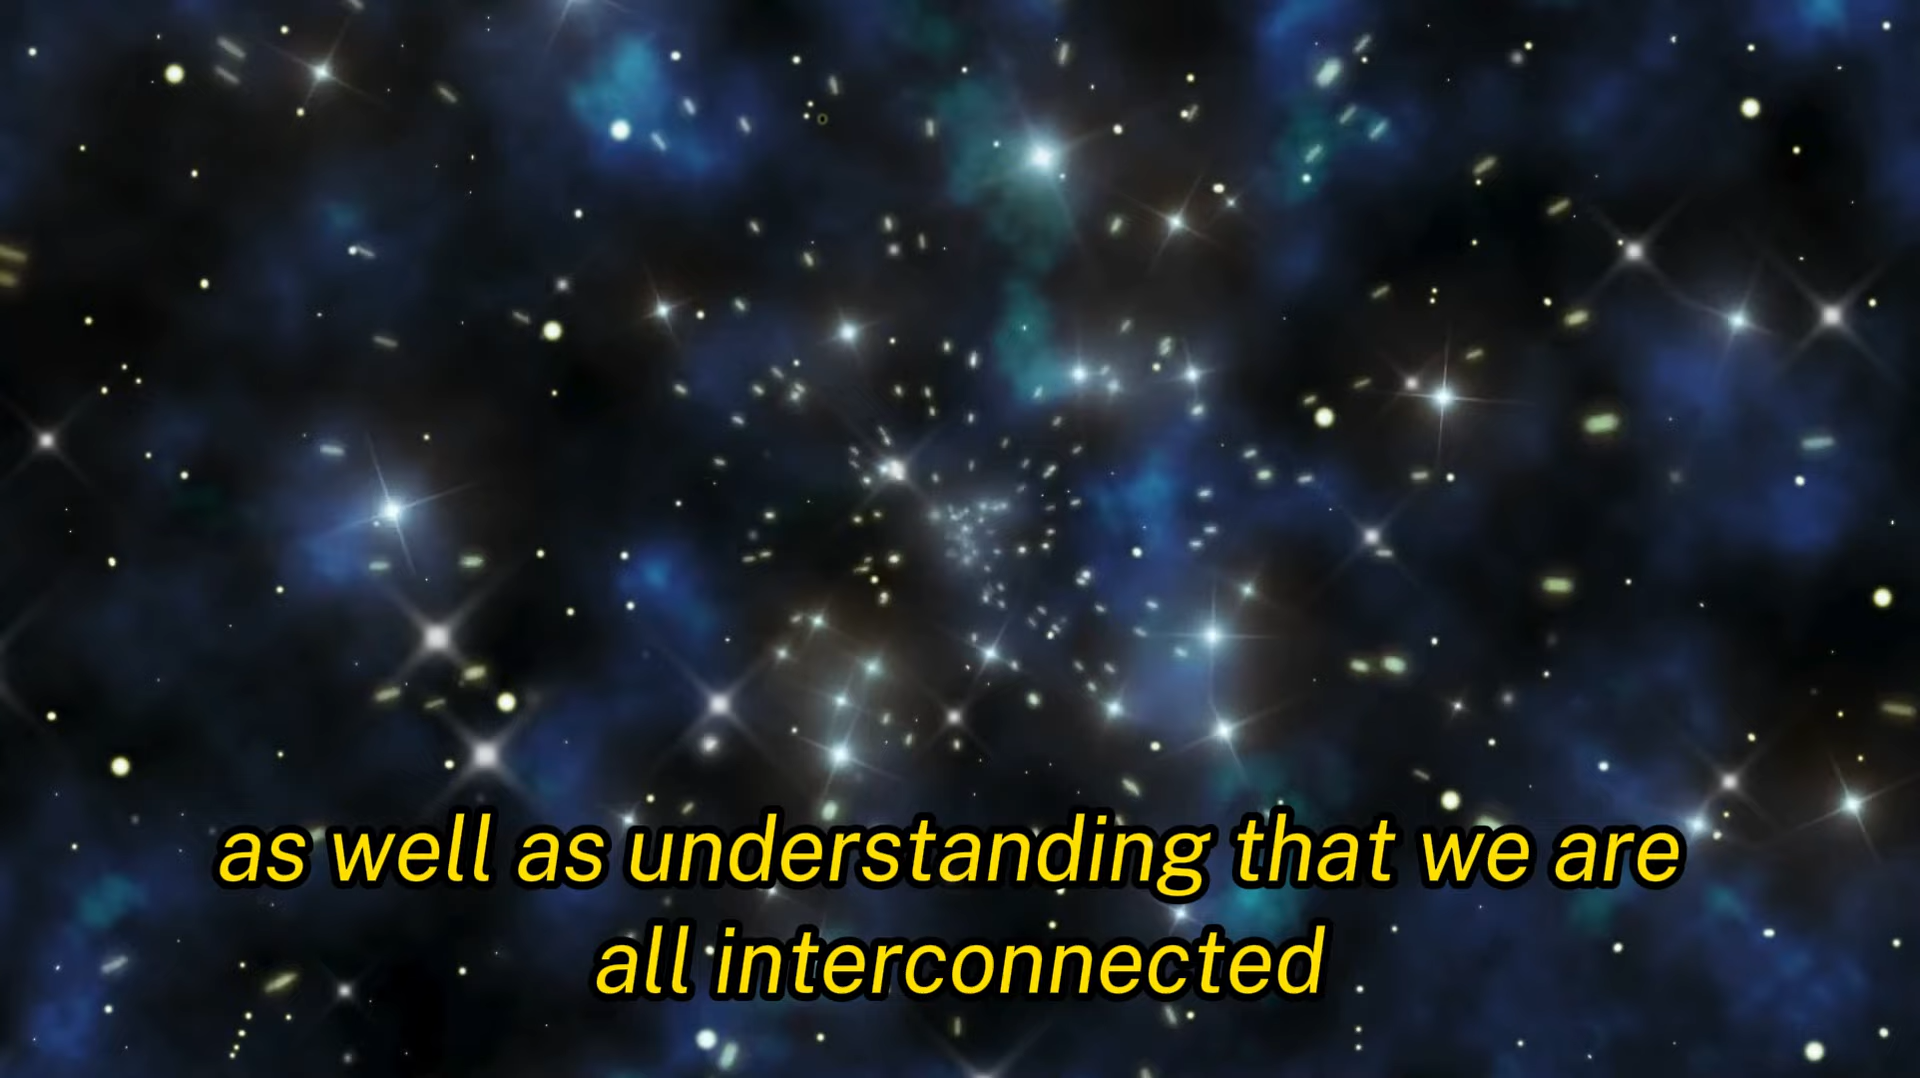 as well as understanding that we are
all interconnected